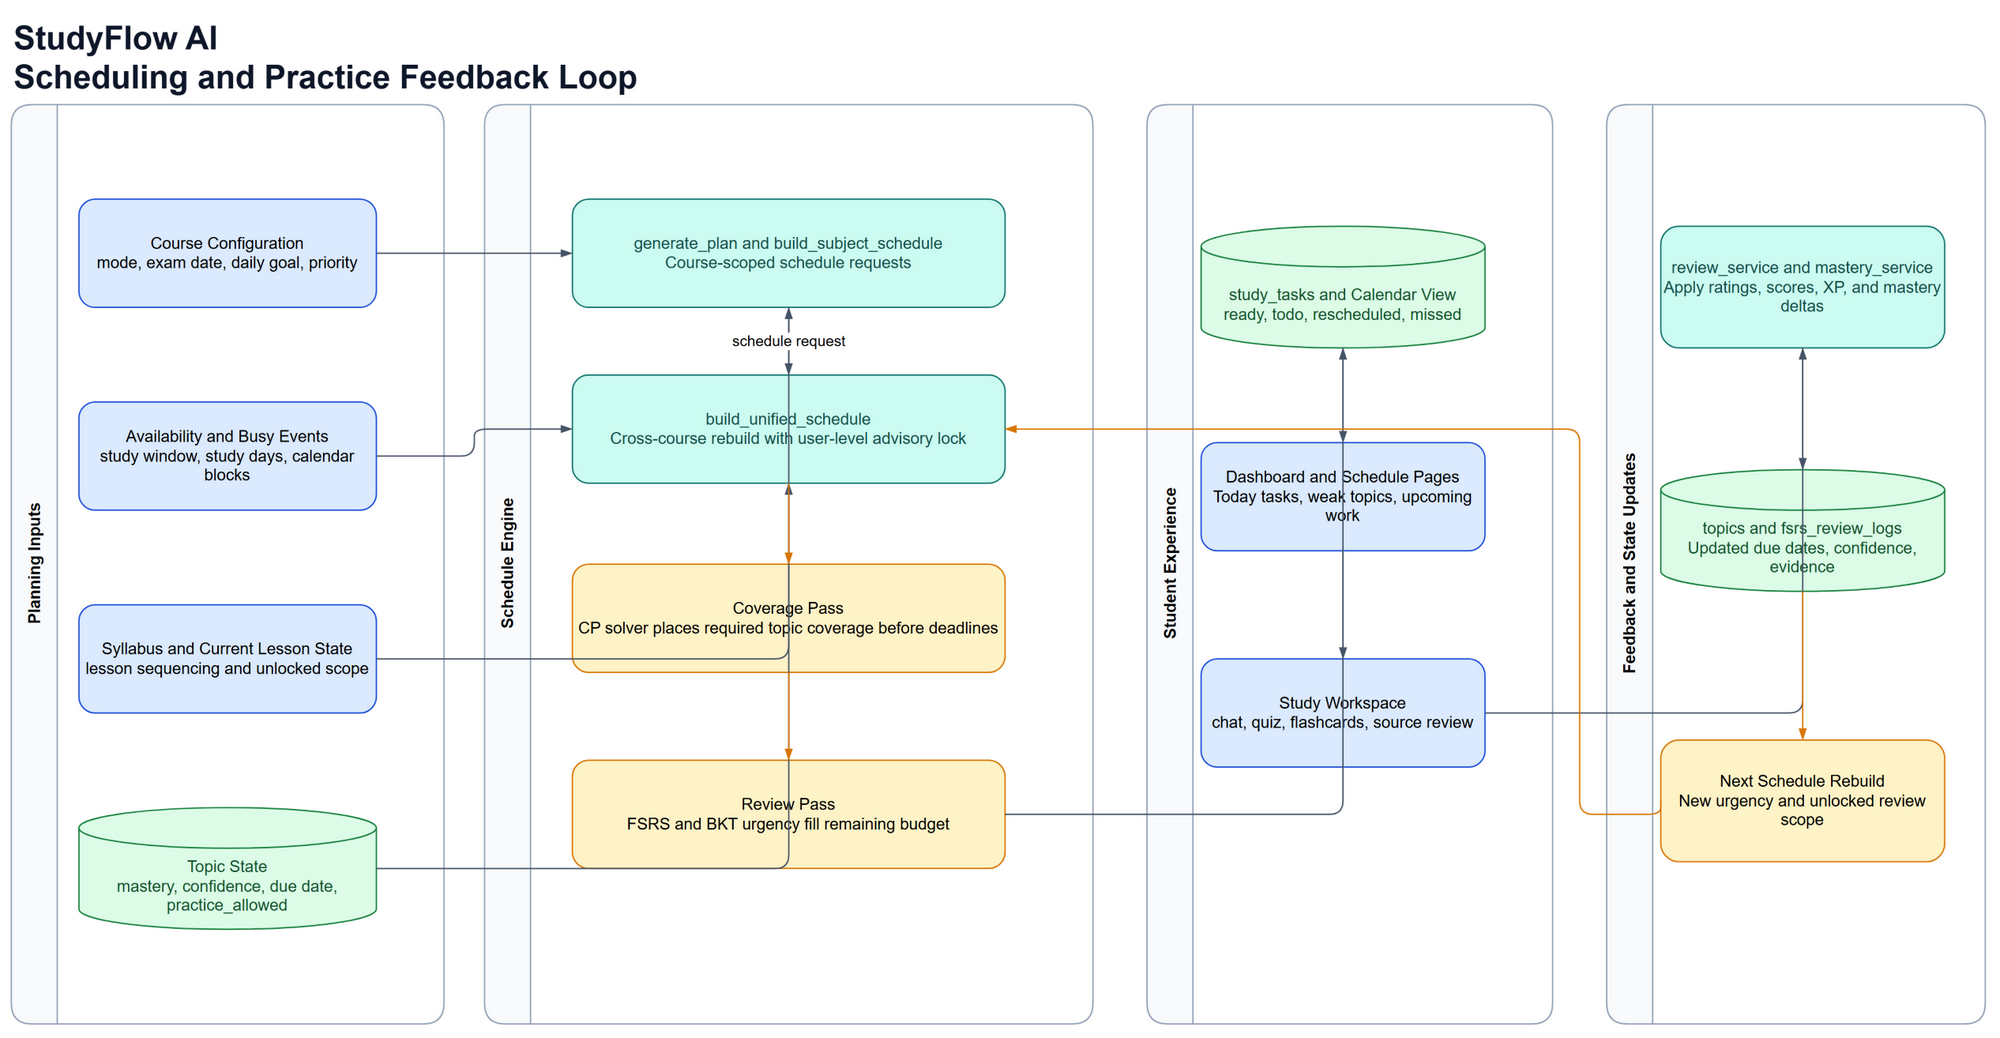 StudyFlow AI
Scheduling and Practice Feedback Loop
Planning Inputs
Course Configuration
mode, exam date, daily goal, priority
Availability and Busy Events
study window, study days, calendar
blocks
Syllabus and Current Lesson State
lesson sequencing and unlocked scope
Topic State
mastery, confidence, due date,
practice_allowed
Schedule Engine
generate_plan and build_subject_schedule
Course-scoped schedule requests
schedule request
build_unified_schedule
Cross-course rebuild with user-level advisory lock
Coverage Pass
CP solver places required topic coverage before deadlines
Review Pass
FSRS and BKT urgency fill remaining budget
Student Experience
study_tasks and Calendar View
ready, todo, rescheduled, missed
Dashboard and Schedule Pages
Today tasks, weak topics, upcoming
work
Study Workspace
chat, quiz, flashcards, source review
Feedback and State Updates
review_service and mastery_service
Apply ratings, scores, XP, and mastery
deltas
topics and fsrs_review_logs
Updated due dates, confidence,
evidence
Next Schedule Rebuild
New urgency and unlocked review
scope